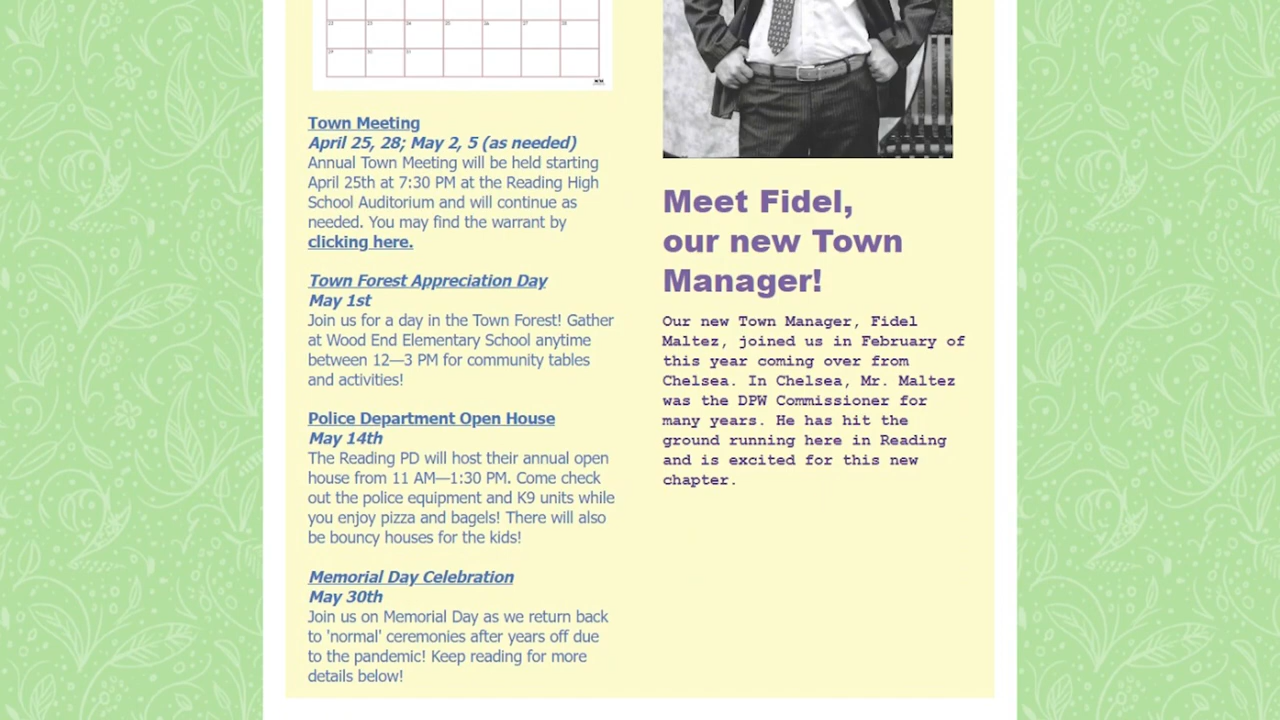 22 23 24 25 26 27 28
29 30 31
Town Meeting
April 25, 28; May 2, 5 (as needed)
Annual Town Meeting will be held starting
April 25th at 7:30 PM at the Reading High
School Auditorium and will continue as
needed. You may find the warrant by
clicking here.
Town Forest Appreciation Day
May 1st
Join us for a day in the Town Forest! Gather
at Wood End Elementary School anytime
between 12—3 PM for community tables
and activities!
Police Department Open House
May 14th
The Reading PD will host their annual open
house from 11 AM—1:30 PM. Come check
out the police equipment and K9 units while
you enjoy pizza and bagels! There will also
be bouncy houses for the kids!
Memorial Day Celebration
May 30th
Join us on Memorial Day as we return back
to 'normal' ceremonies after years off due
to the pandemic! Keep reading for more
details below!
Meet Fidel,
our new Town
Manager!
Our new Town Manager, Fidel
Maltez, joined us in February of
this year coming over from
Chelsea. In Chelsea, Mr. Maltez
was the DPW Commissioner for
many years. He has hit the
ground running here in Reading
and is excited for this new
chapter.